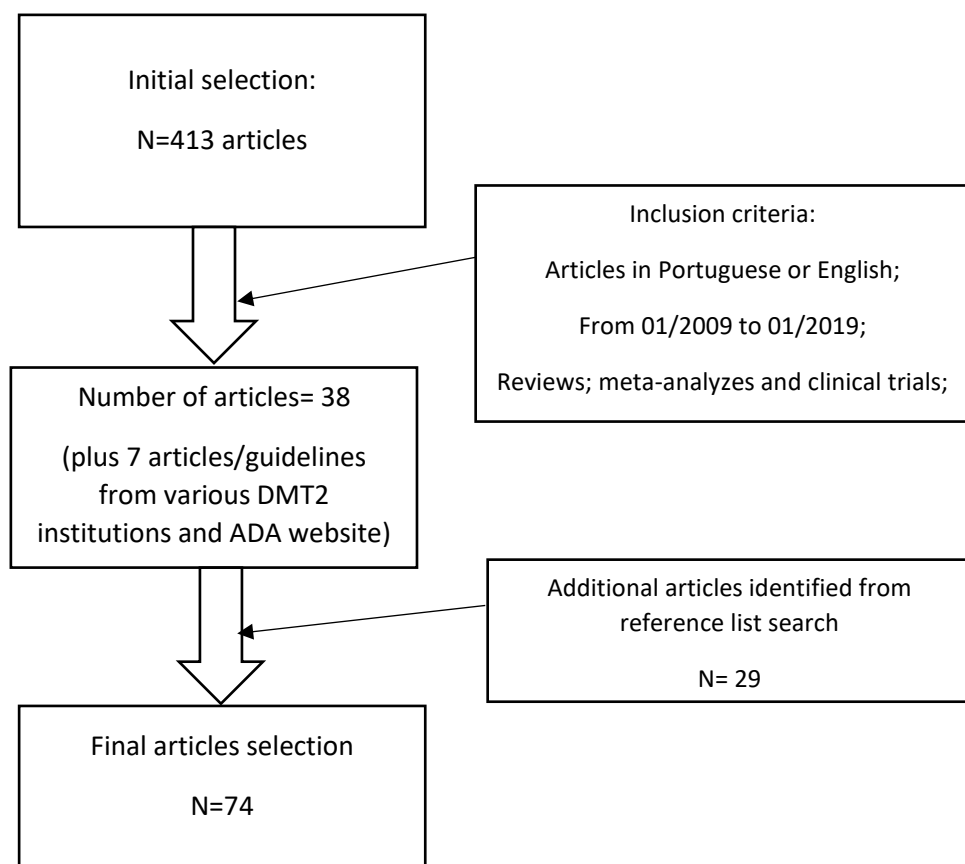 Initial selection:
N=413 articles
Inclusion criteria:
Articles in Portuguese or English;
From 01/2009 to 01/2019;
Reviews; meta-analyzes and clinical trials;
Number of articles= 38
(plus 7 articles/guidelines
from various DMT2
institutions and ADA website)
Additional articles identified from
reference list search
N= 29
Final articles selection
N=74